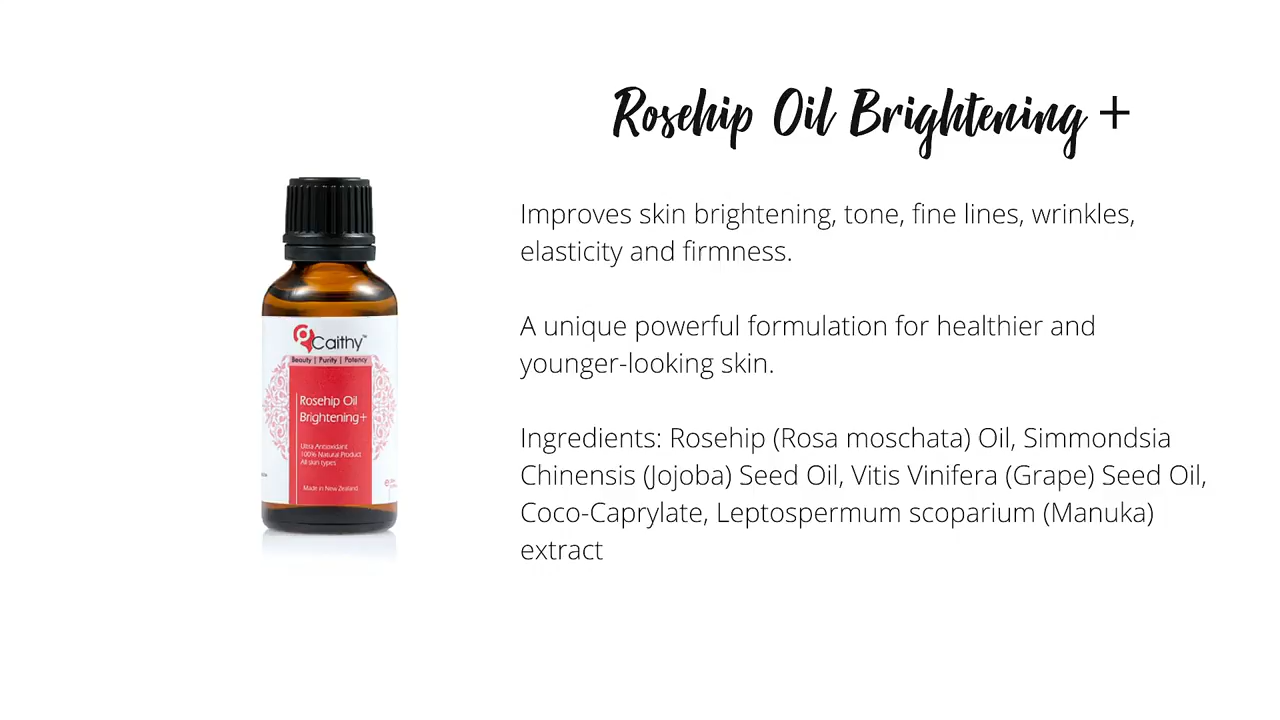 Rosehip Oil Brightening +
Improves skin brightening, tone, fine lines, wrinkles,
elasticity and firmness.
A unique powerful formulation for healthier and
younger-looking skin.
Ingredients: Rosehip (Rosa moschata) Oil, Simmondsia
Chinensis (Jojoba) Seed Oil, Vitis Vinifera (Grape) Seed Oil,
Coco-Caprylate, Leptospermum scoparium (Manuka)
extract
Caithy™
Beauty | Purity | Potency
Rosehip Oil
Brightening+
Ultra Antioxidant
100% Natural Product
All skin types
Made in New Zealand